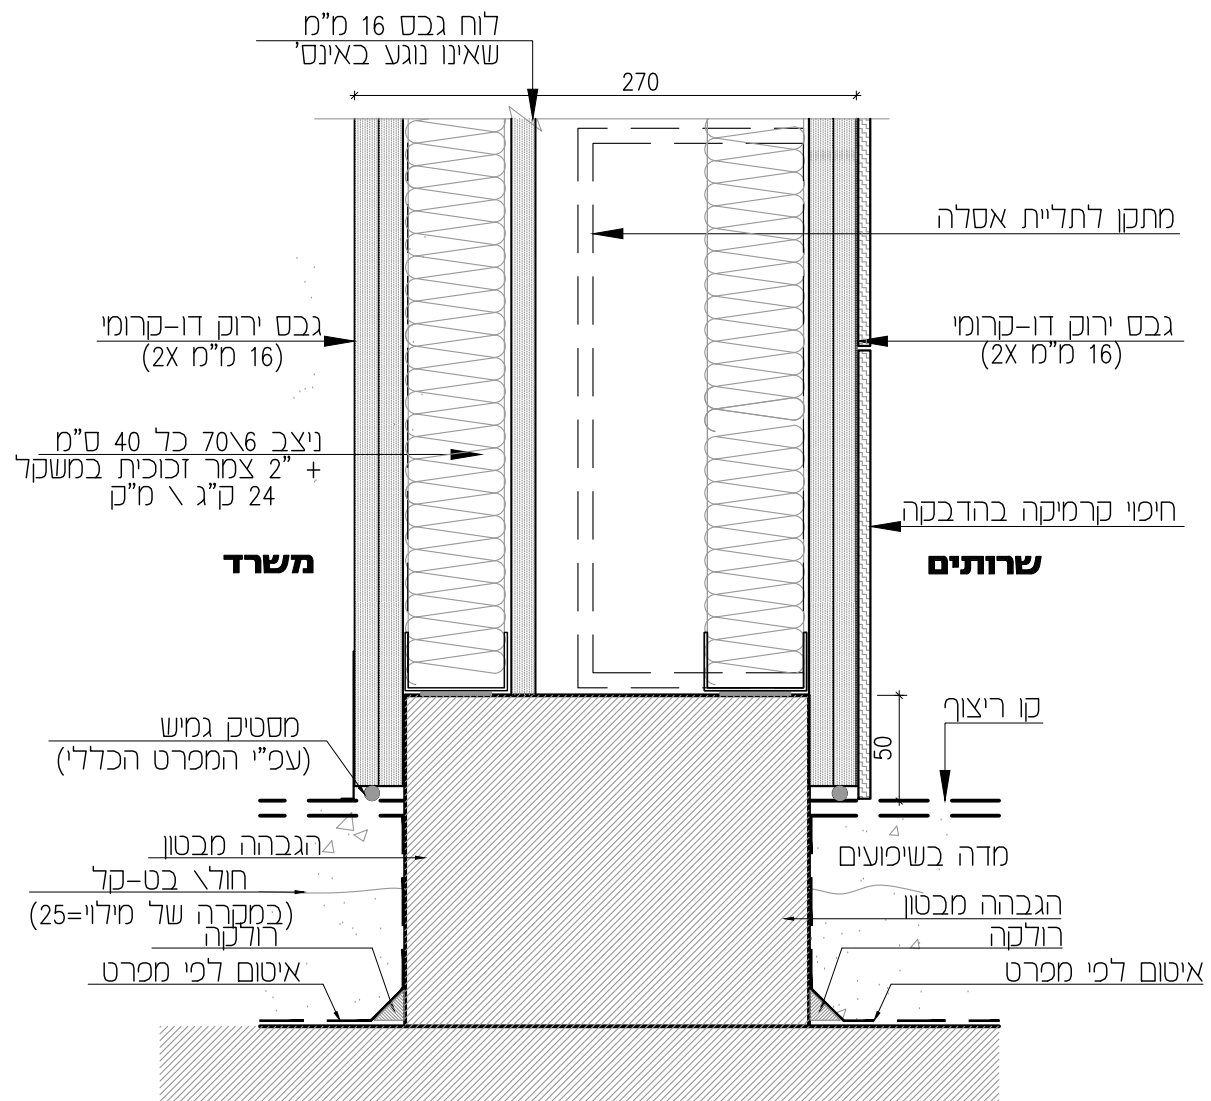 לוח גבס 16 מ"מ
שאינו נוגע באינס'
270
מתקן לתליית אסלה
גבס ירוק דו-קרומי
(16 מ"מ 2X)
גבס ירוק דו-קרומי
(16 מ"מ 2X)
ניצב 70\6 כל 40 ס"מ
+ 2" צמר זכוכית במשקל
24 ק"ג \ מ"ק
חיפוי קרמיקה בהדבקה
משרד
שרותים
קו ריצוף
50
מסטיק גמיש
(עפ"י המפרט הכללי)
הגבהה מבטון
מדה בשיפועים
חול\ בט-קל
(במקרה של מילוי=25)
הגבהה מבטון
רולקה
רולקה
איטום לפי מפרט
איטום לפי מפרט